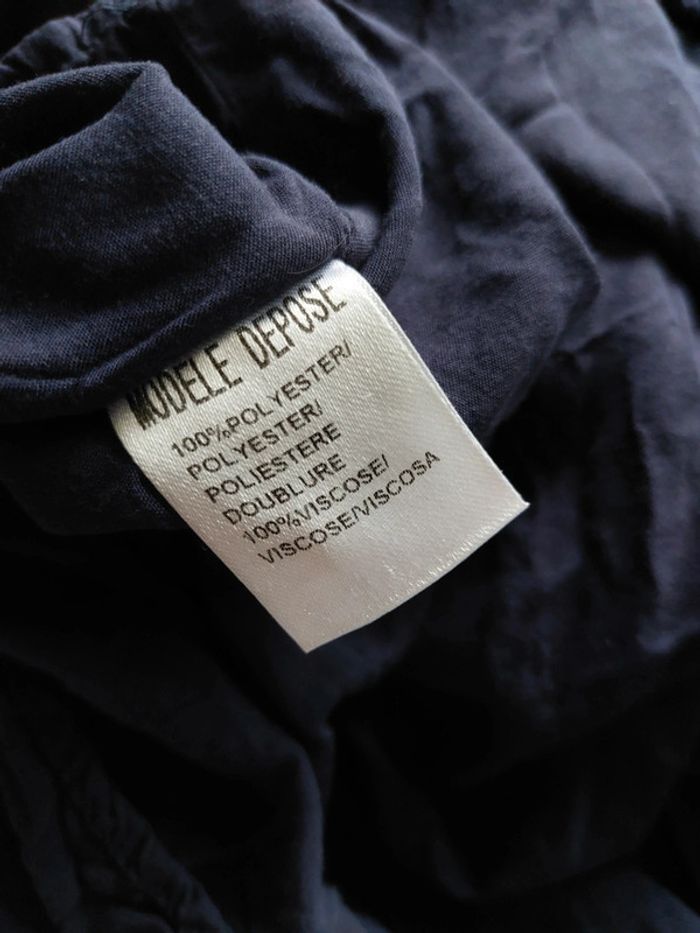 MODELE DEPOSE
100%POLYESTER/
POLYESTER/
POLIESTERE
DOUBLURE
100%VISCOSE/
VISCOSE/VISCOSA